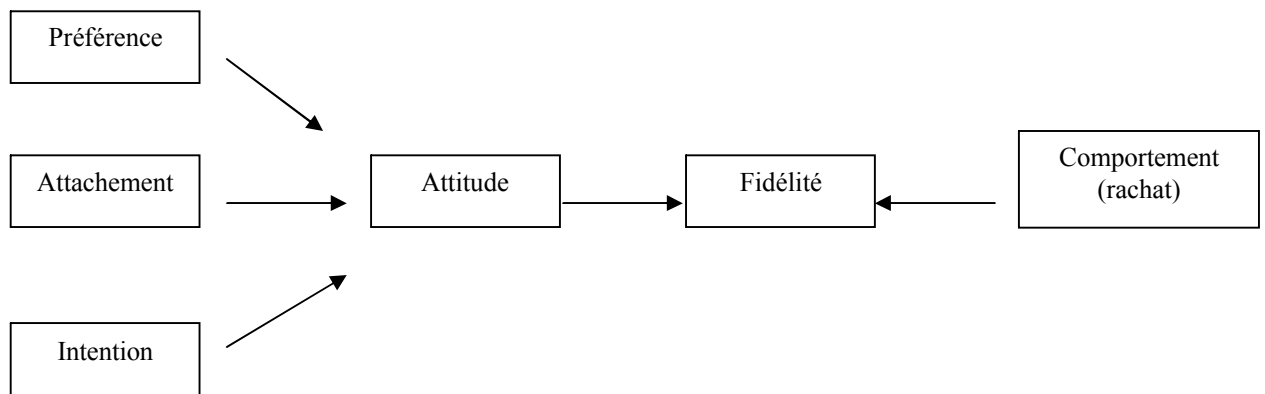 Préférence
Attachement
Attitude
Fidélité
Comportement
(rachat)
Intention